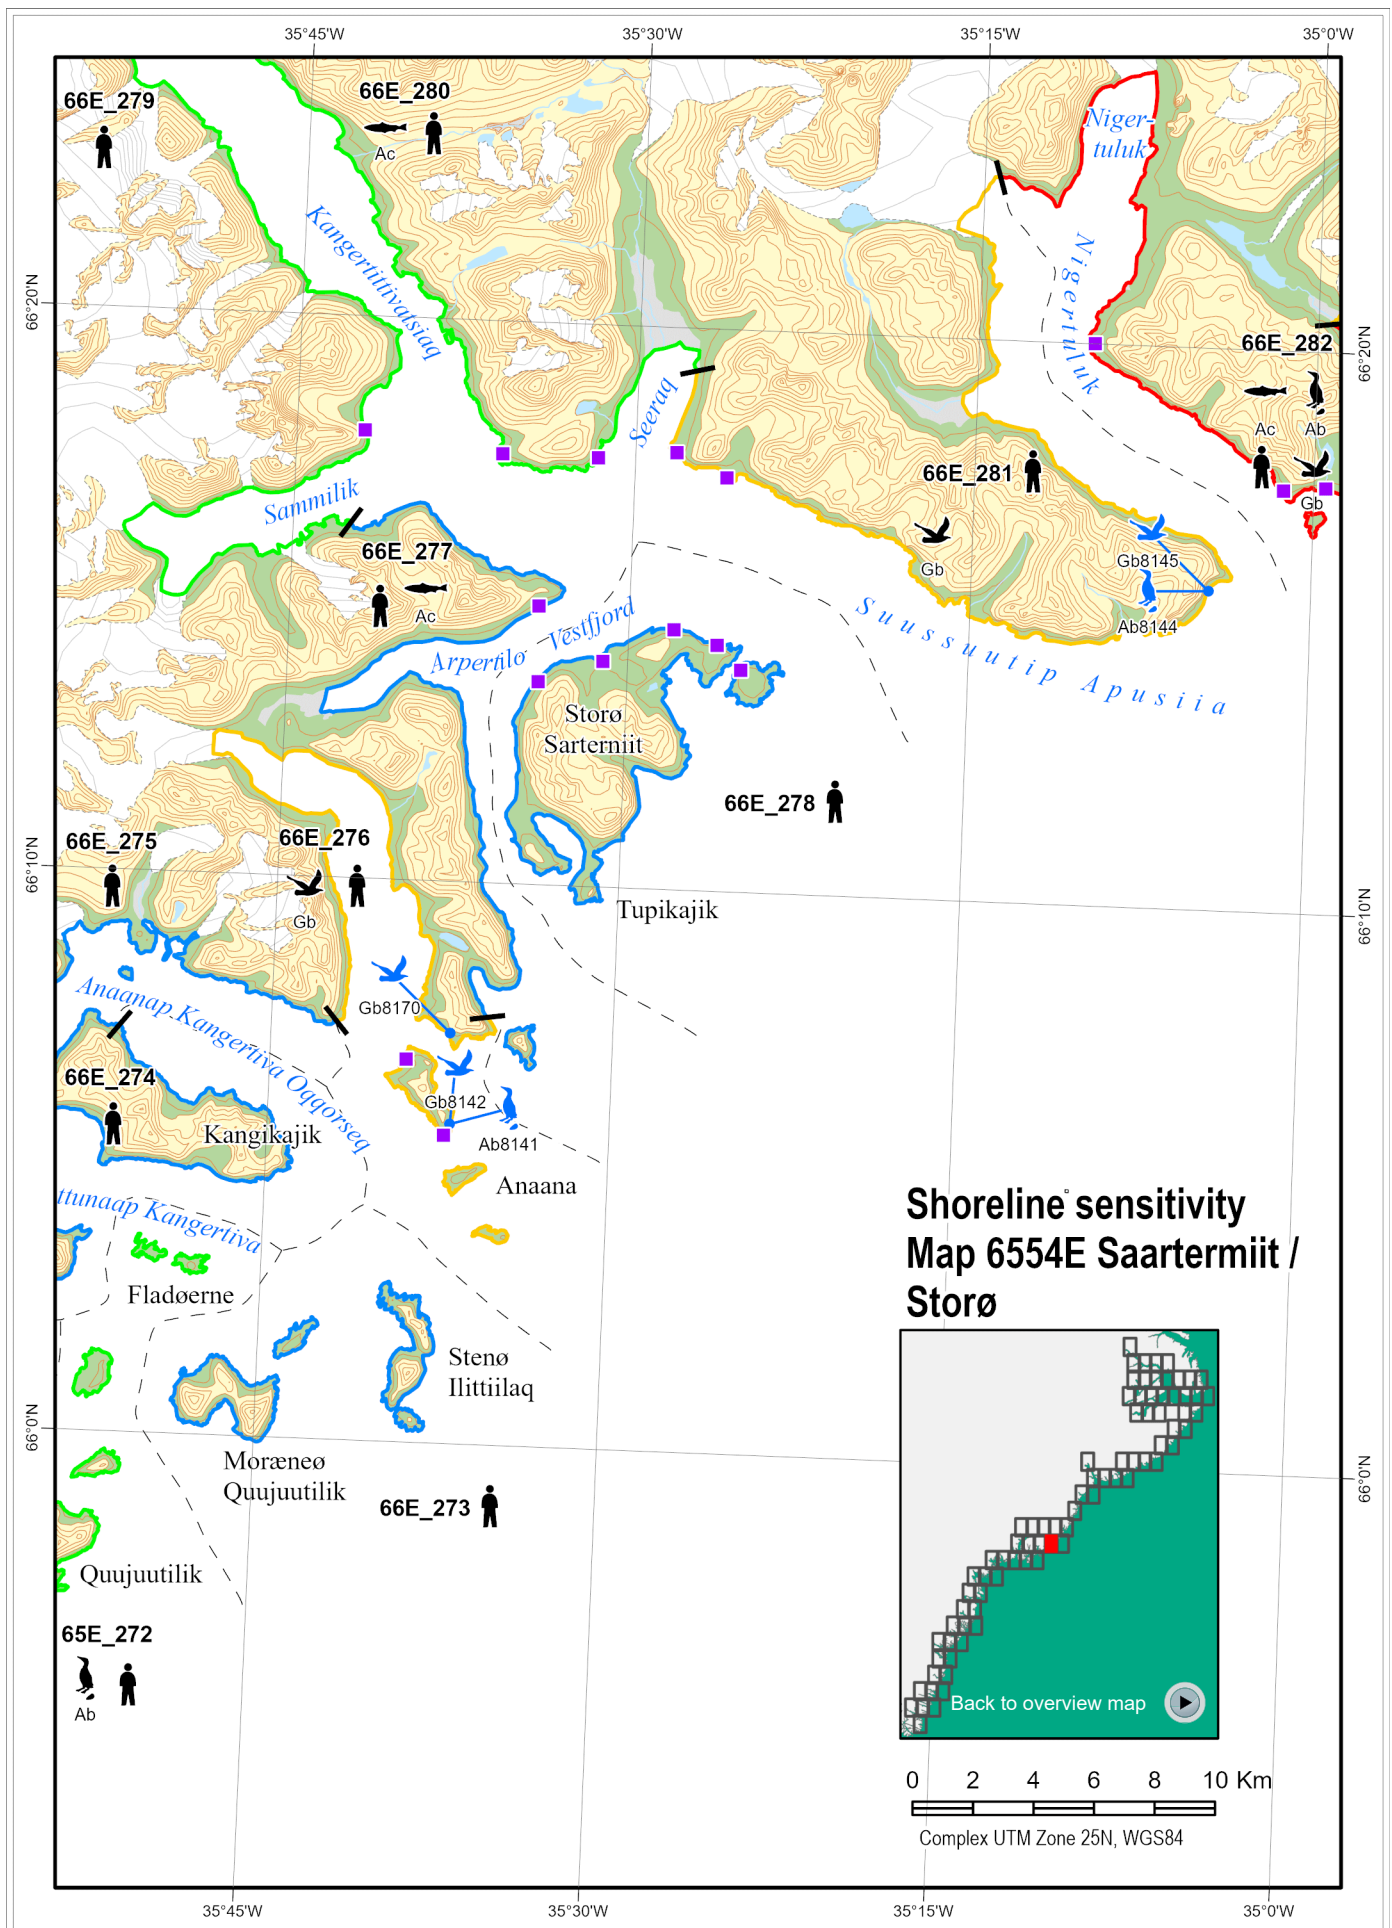 35°45'W
35°30'W
35°15'W
35°0'W
66E_279
66E_280
Ac
Niger-
tuluk
Kangertittivatsiaq
Nigertuluk
66°20'N
66°20'N
66E_282
Ac
Ab
Gb
Seeraq
66E_281
Gb
Sammilik
66E_277
Ac
Gb8145
Ab8144
Suussuutip Apusiia
Arpertilo Vestfjord
Storø
Sarterniit
66E_278
66E_275
66E_276
Gb
66°10'N
66°10'N
Tupikajik
Anaanap Kangertiva Oqqorseq
Gb8170
66E_274
Gb8142
Kangikajik
Ab8141
Anaana
ttunaap Kangertiva
Fladøerne
Stenø
Ilittiilaq
66°0'N
66°0'N
Moræneø
Quujuutilik
66E_273
Quujuutilik
65E_272
Ab
Shoreline sensitivity
Map 6554E Saartermiit /
Storø
Back to overview map
0 2 4 6 8 10 Km
Complex UTM Zone 25N, WGS84
35°45'W
35°30'W
35°15'W
35°0'W